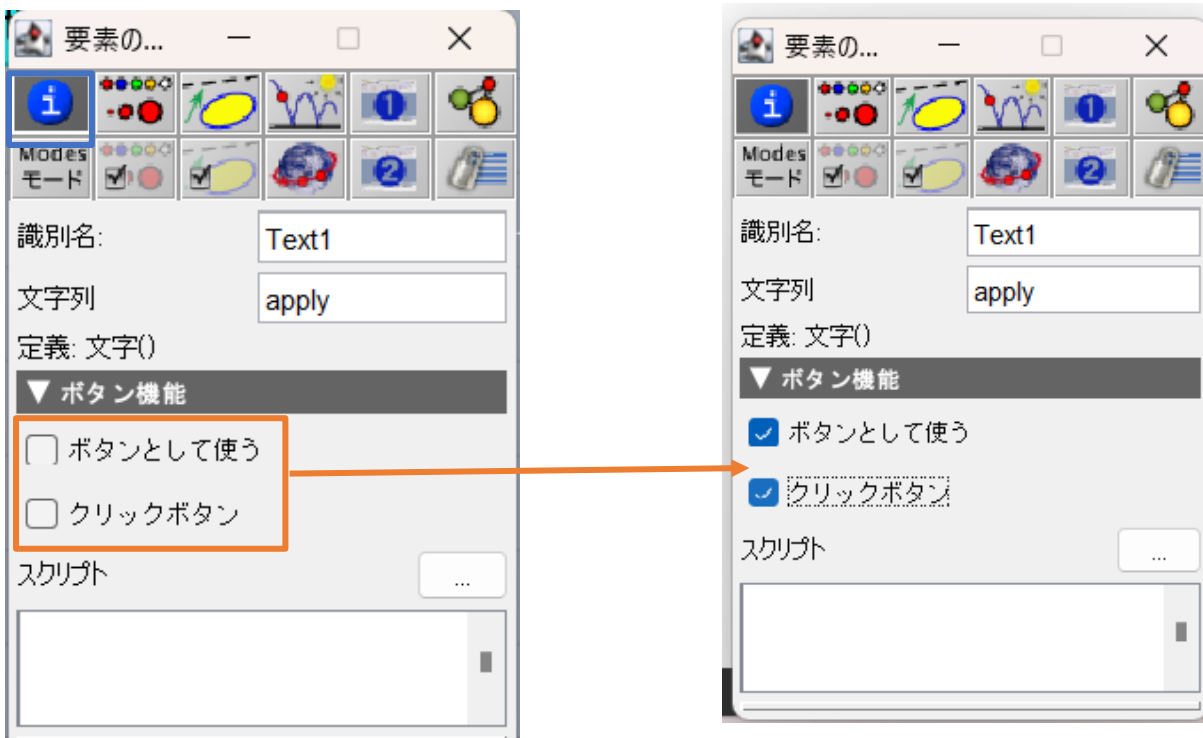 要素の...
i
1
Modes
モード
2
識別名:
Text1
文字列
apply
定義: 文字()
▼ ボタン機能
ボタンとして使う
クリックボタン
スクリプト
...
要素の...
i
1
Modes
モード
2
識別名:
Text1
文字列
apply
定義: 文字()
▼ ボタン機能
ボタンとして使う
クリックボタン
スクリプト
...